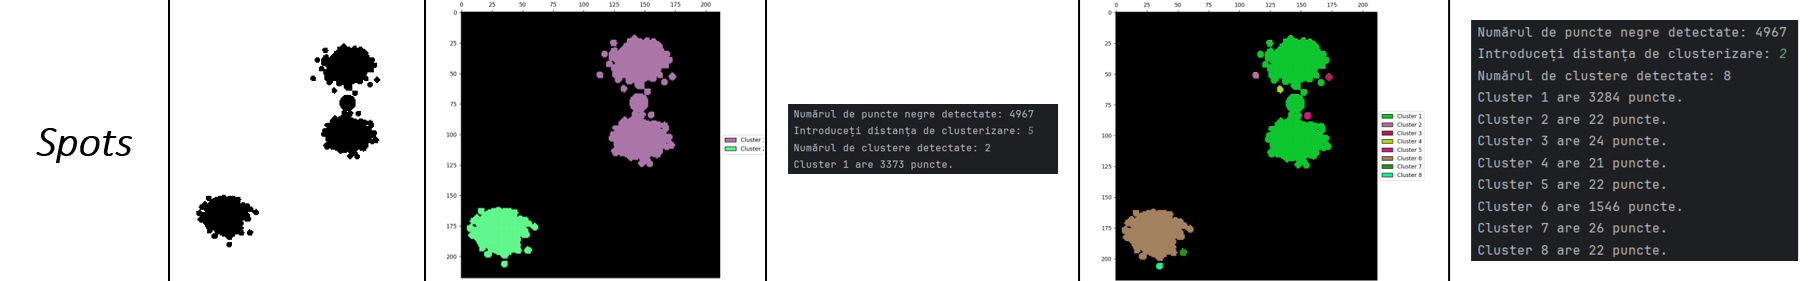 Spots
0 25 50 75 100 125 150 175 200
0
25
50
75
100
125
150
175
200
Cluster
Cluster
Numărul de puncte negre detectate: 4967
Introduceți distanța de clusterizare: 5
Numărul de clustere detectate: 2
Cluster 1 are 3373 puncte.
0 25 50 75 100 125 150 175 200
0
25
50
75
100
125
150
175
200
Cluster 1
Cluster 2
Cluster 3
Cluster 4
Cluster 5
Cluster 6
Cluster 7
Cluster 8
Numărul de puncte negre detectate: 4967
Introduceți distanța de clusterizare: 2
Numărul de clustere detectate: 8
Cluster 1 are 3284 puncte.
Cluster 2 are 22 puncte.
Cluster 3 are 24 puncte.
Cluster 4 are 21 puncte.
Cluster 5 are 22 puncte.
Cluster 6 are 1546 puncte.
Cluster 7 are 26 puncte.
Cluster 8 are 22 puncte.